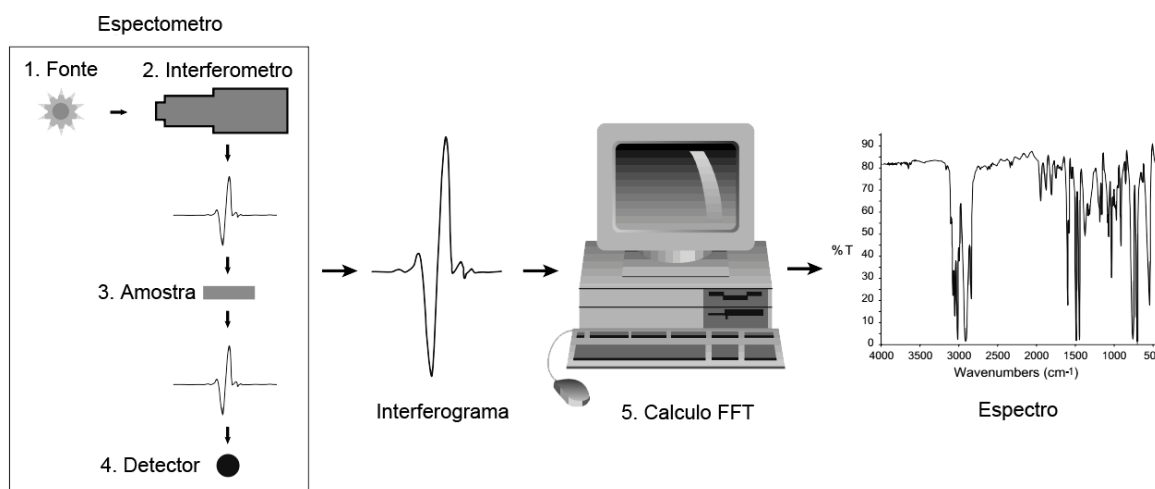 Espectometro
1. Fonte
2. Interferometro
3. Amostra
4. Detector
Interferograma
5. Calculo FFT
90
80
70
60
50
% T
40
30
20
10
0
4000 3000 2500 2000 1500 1000 500
Wavenumbers (cm-1)
Espectro